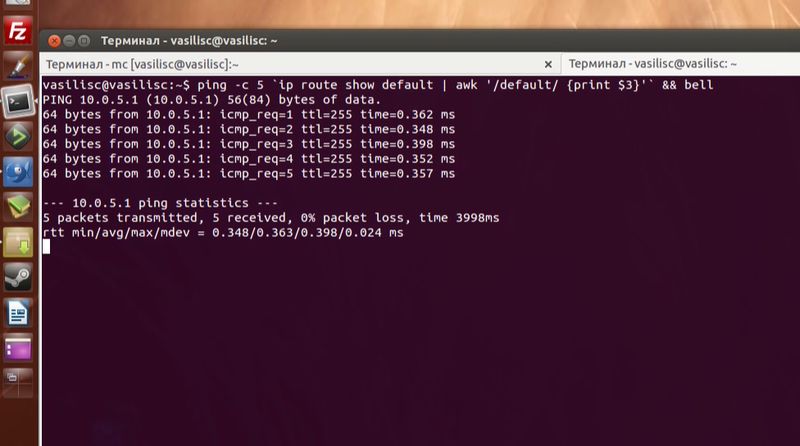 Терминал - vasilisc@vasilisc: ~
Терминал - mc [vasilisc@vasilisc]:~
Терминал - vasilisc@vasilisc: ~
vasilisc@vasilisc:~$ ping -c 5 `ip route show default | awk '/default/ {print $3}'` && bell
PING 10.0.5.1 (10.0.5.1) 56(84) bytes of data.
64 bytes from 10.0.5.1: icmp_req=1 ttl=255 time=0.362 ms
64 bytes from 10.0.5.1: icmp_req=2 ttl=255 time=0.348 ms
64 bytes from 10.0.5.1: icmp_req=3 ttl=255 time=0.398 ms
64 bytes from 10.0.5.1: icmp_req=4 ttl=255 time=0.352 ms
64 bytes from 10.0.5.1: icmp_req=5 ttl=255 time=0.357 ms
--- 10.0.5.1 ping statistics ---
5 packets transmitted, 5 received, 0% packet loss, time 3998ms
rtt min/avg/max/mdev = 0.348/0.363/0.398/0.024 ms